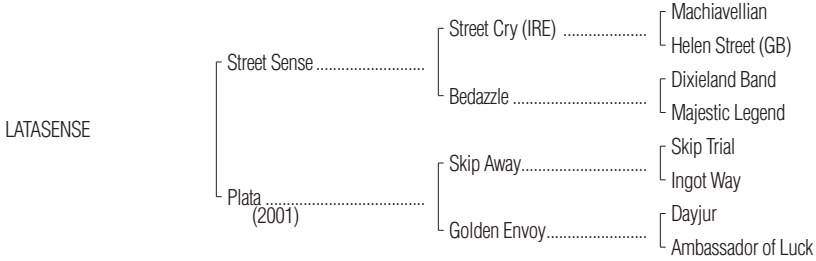 Machiavellian
Street Cry (IRE) ....................
Helen Street (GB)
Street Sense..........................
Dixieland Band
Bedazzle ................................
Majestic Legend
LATASENSE
Skip Trial
Skip Away..............................
Ingot Way
Plata ......................................
(2001)
Dayjur
Golden Envoy........................
Ambassador of Luck